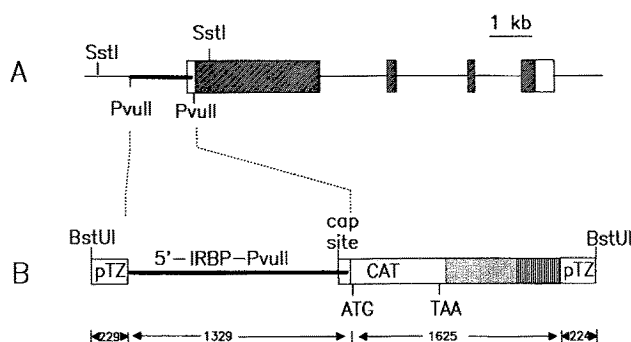 1 kb
SstI
SstI
A
PvuII
PvuII
cap
site
BstUI
BstUI
5'-IRBP-PvuII
B
pTZ
CAT
pTZ
ATG
TAA
229
1329
1625
224